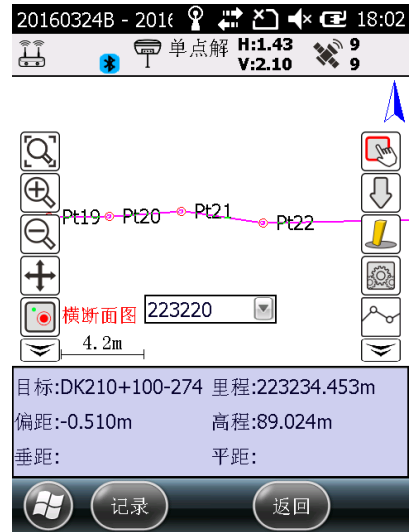 20160324B - 2016 18:02
单点解 H:1.43 9
V:2.10 9
Pt19 Pt20 Pt21 Pt22
横断面图 223220
4.2m
目标:DK210+100-274 里程:223234.453m
偏距:-0.510m 高程:89.024m
垂距: 平距:
记录 返回